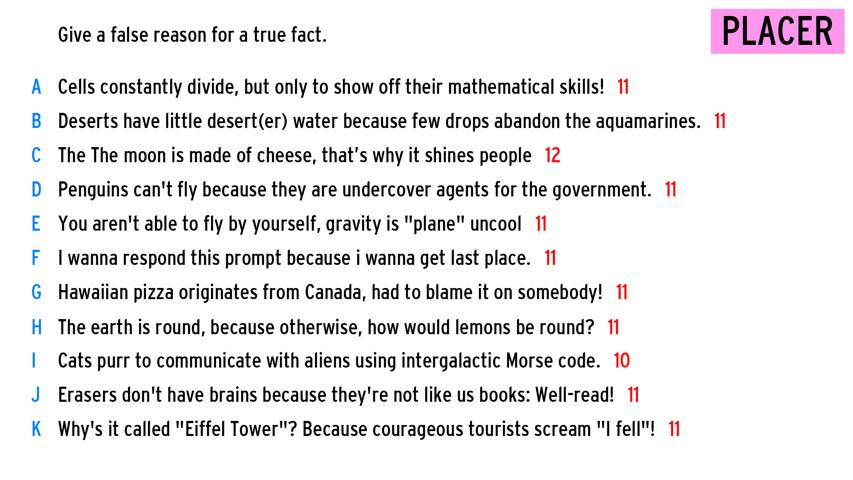 Give a false reason for a true fact.
PLACER
A Cells constantly divide, but only to show off their mathematical skills! 11
B Deserts have little desert(er) water because few drops abandon the aquamarines. 11
C The The moon is made of cheese, that's why it shines people 12
D Penguins can't fly because they are undercover agents for the government. 11
E You aren't able to fly by yourself, gravity is "plane" uncool 11
F I wanna respond this prompt because i wanna get last place. 11
G Hawaiian pizza originates from Canada, had to blame it on somebody! 11
H The earth is round, because otherwise, how would lemons be round? 11
I Cats purr to communicate with aliens using intergalactic Morse code. 10
J Erasers don't have brains because they're not like us books: Well-read! 11
K Why's it called "Eiffel Tower"? Because courageous tourists scream "I fell"! 11